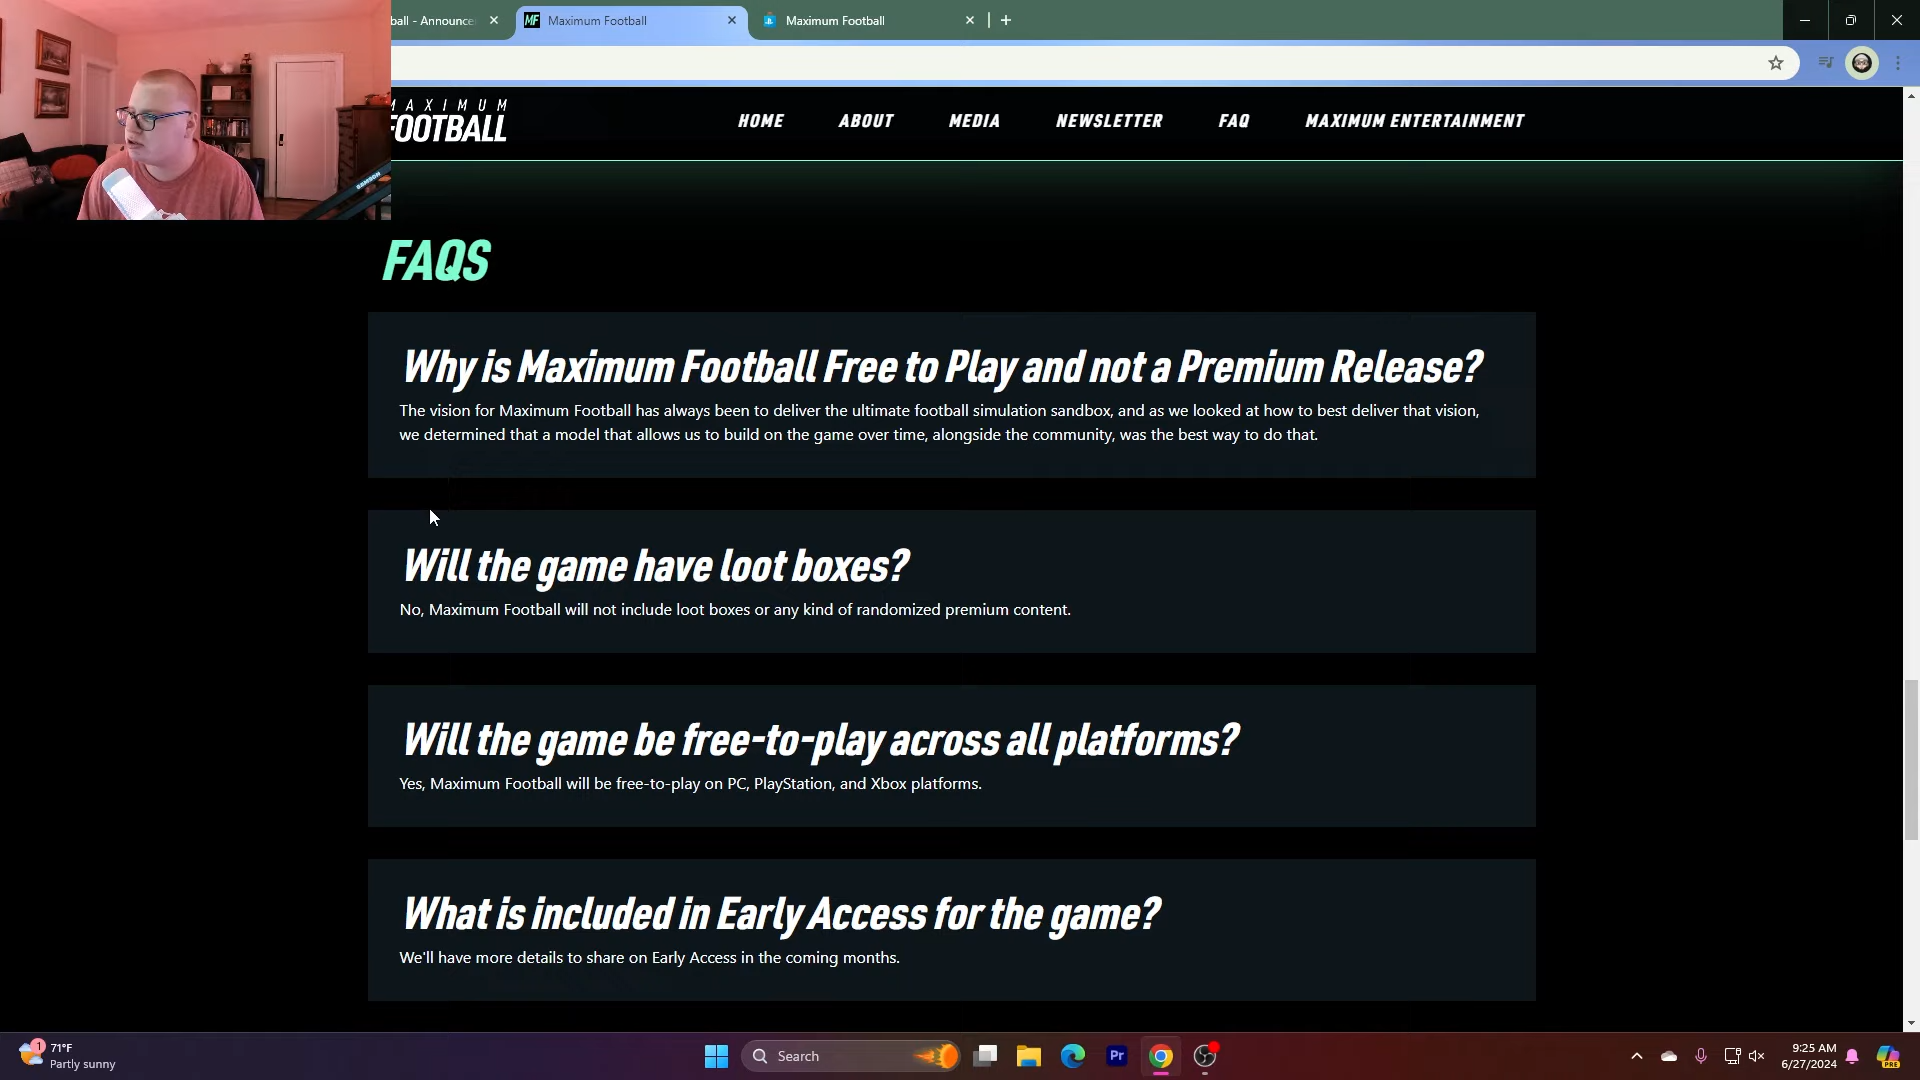 ball - Announce
Maximum Football
Maximum Football
MAXIMUM
FOOTBALL
HOME
ABOUT
MEDIA
NEWSLETTER
FAQ
MAXIMUM ENTERTAINMENT
SAMSON
FAQS
Why is Maximum Football Free to Play and not a Premium Release?
The vision for Maximum Football has always been to deliver the ultimate football simulation sandbox, and as we looked at how to best deliver that vision,
we determined that a model that allows us to build on the game over time, alongside the community, was the best way to do that.
Will the game have loot boxes?
No, Maximum Football will not include loot boxes or any kind of randomized premium content.
Will the game be free-to-play across all platforms?
Yes, Maximum Football will be free-to-play on PC, PlayStation, and Xbox platforms.
What is included in Early Access for the game?
We'll have more details to share on Early Access in the coming months.
1
71°F
Partly sunny
Search
Pr
9:25 AM
6/27/2024
PRE